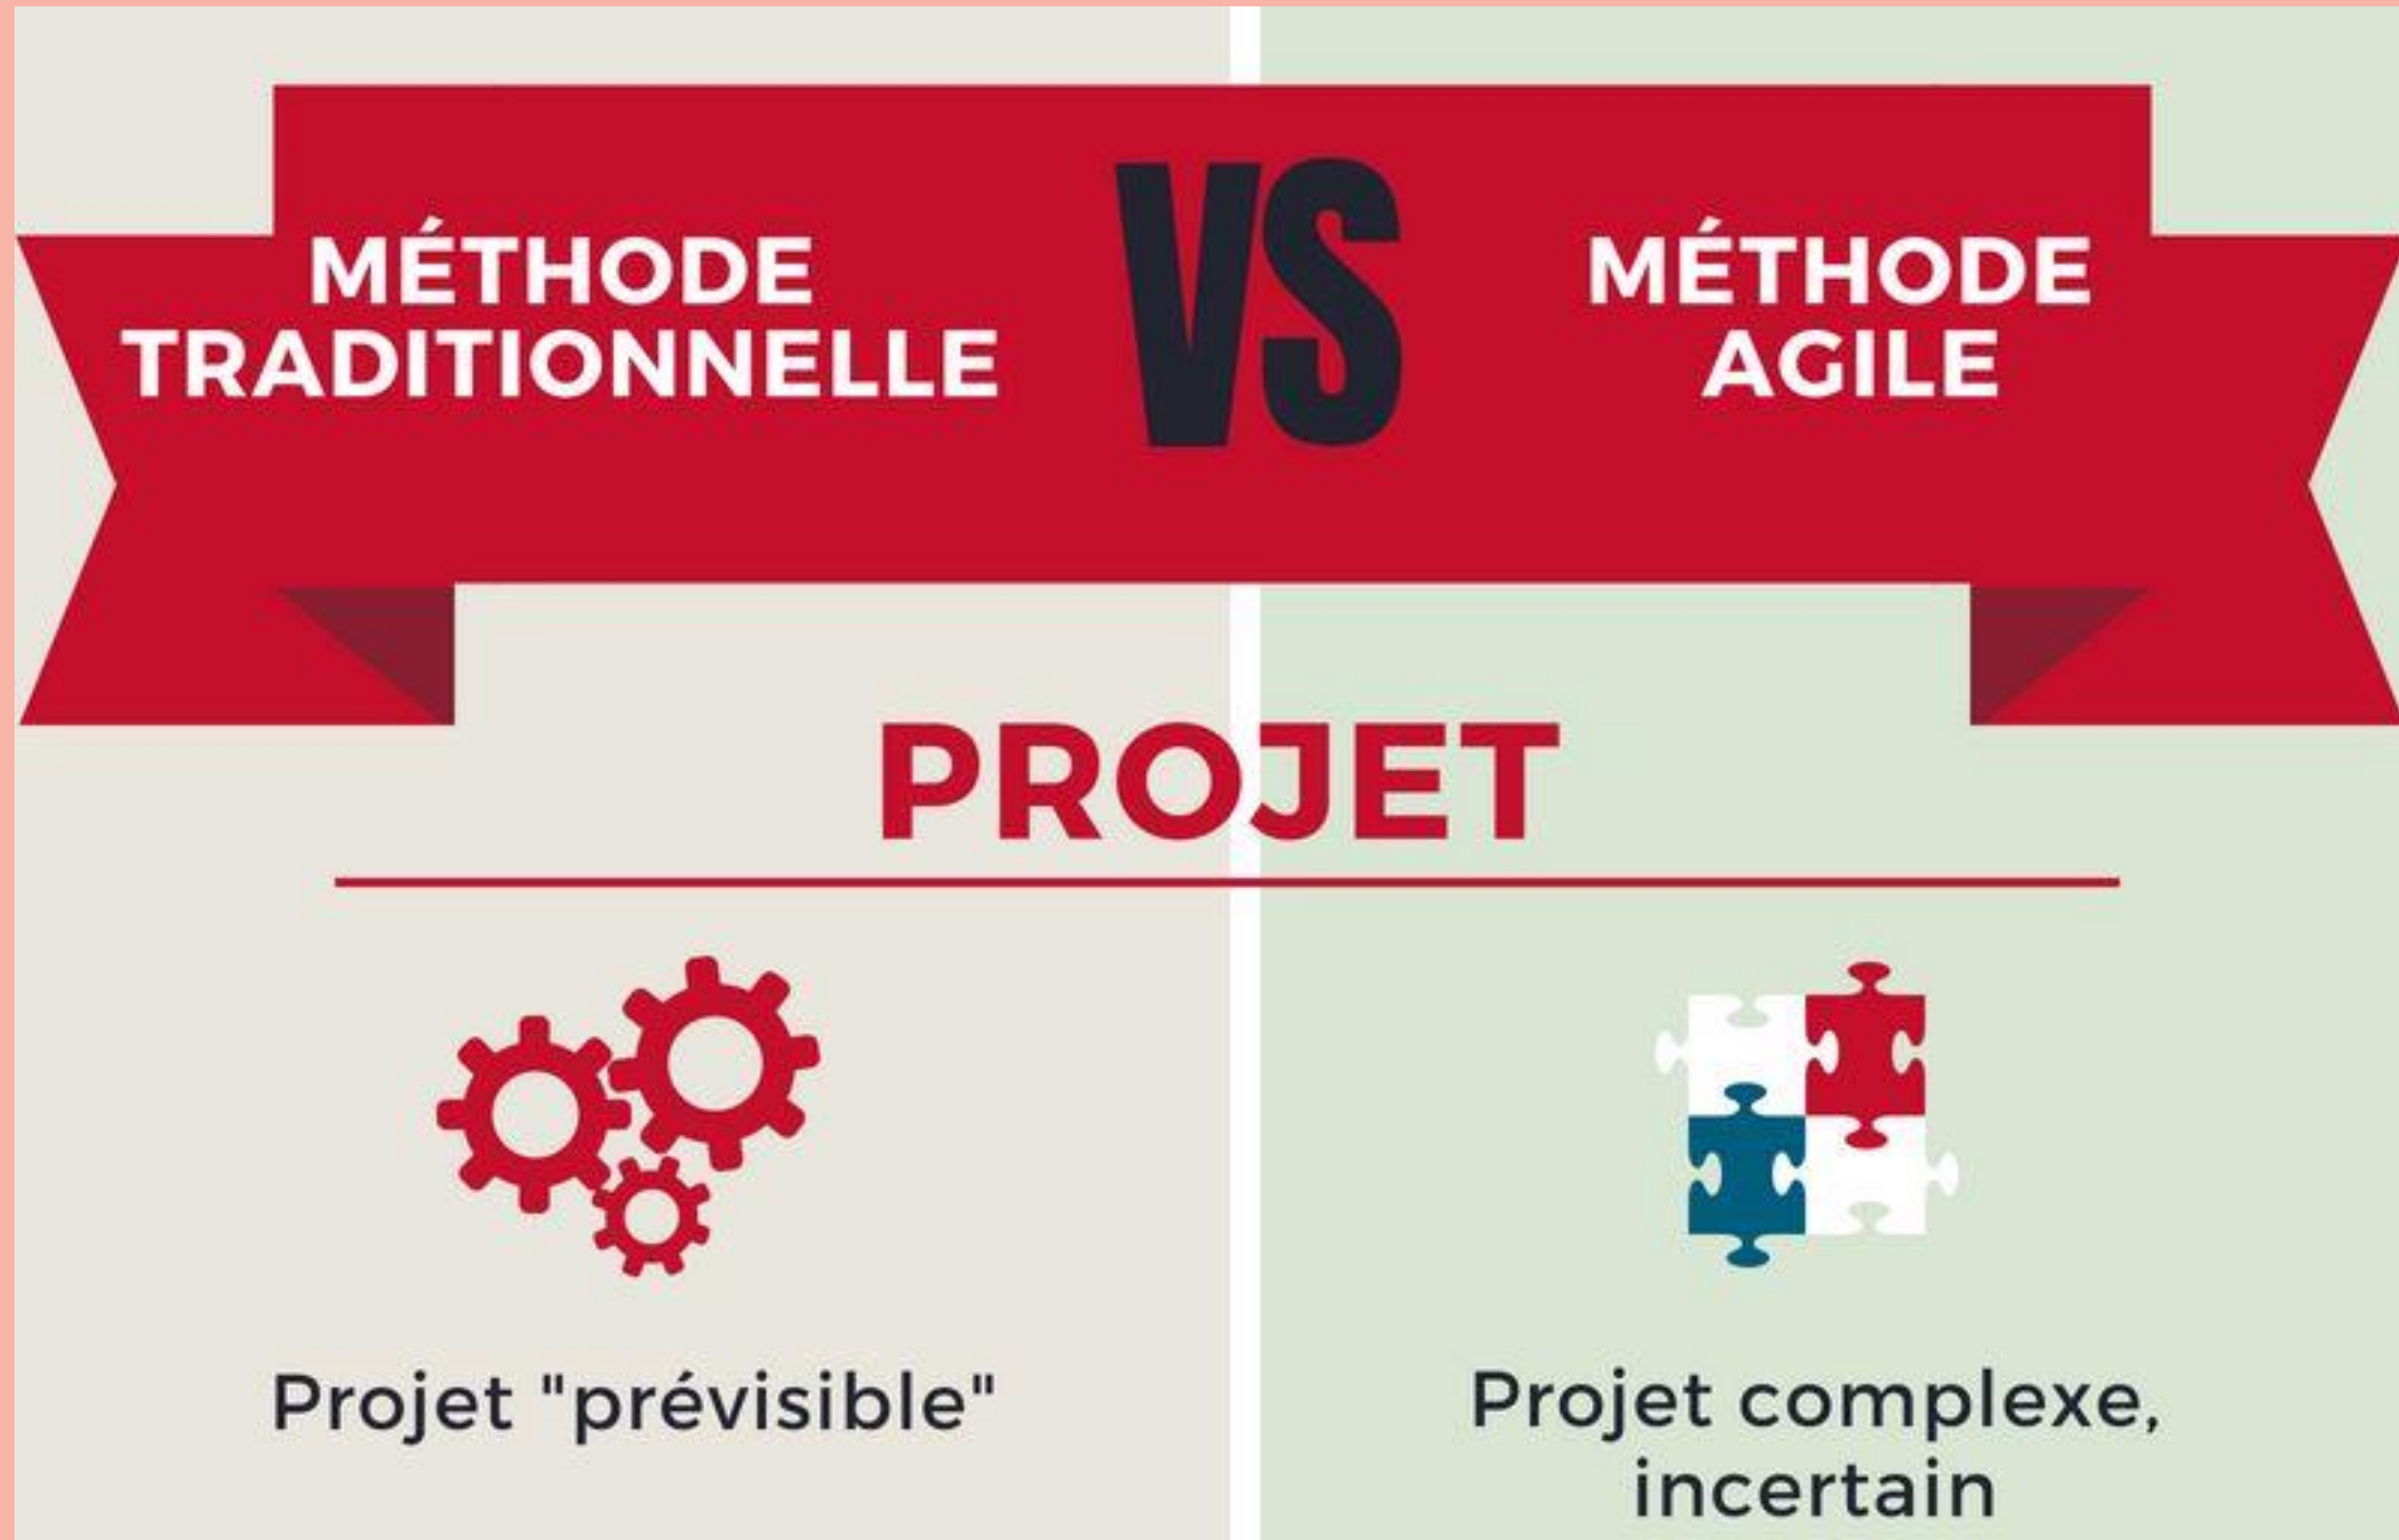 MÉTHODE
TRADITIONNELLE
VS
MÉTHODE
AGILE
PROJET
Projet "prévisible"
Projet complexe,
incertain